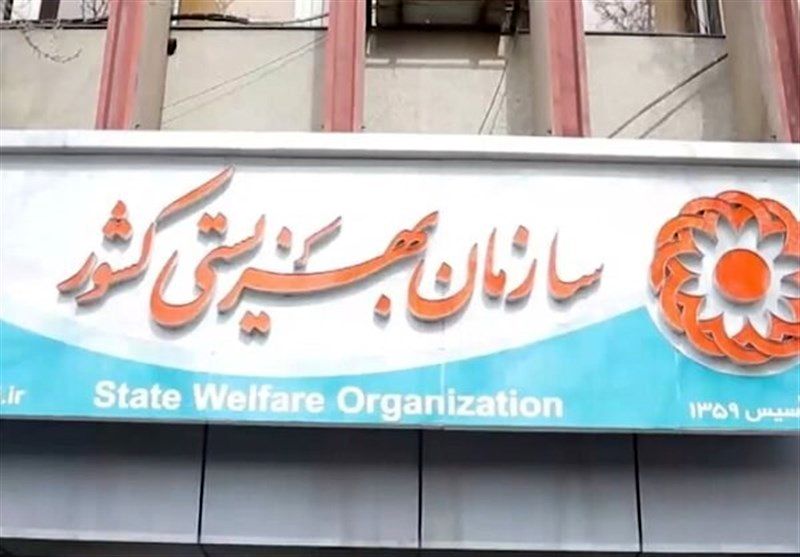 سازمان بهزیستی کشور
State Welfare Organization
۱۳۵۹
.ir